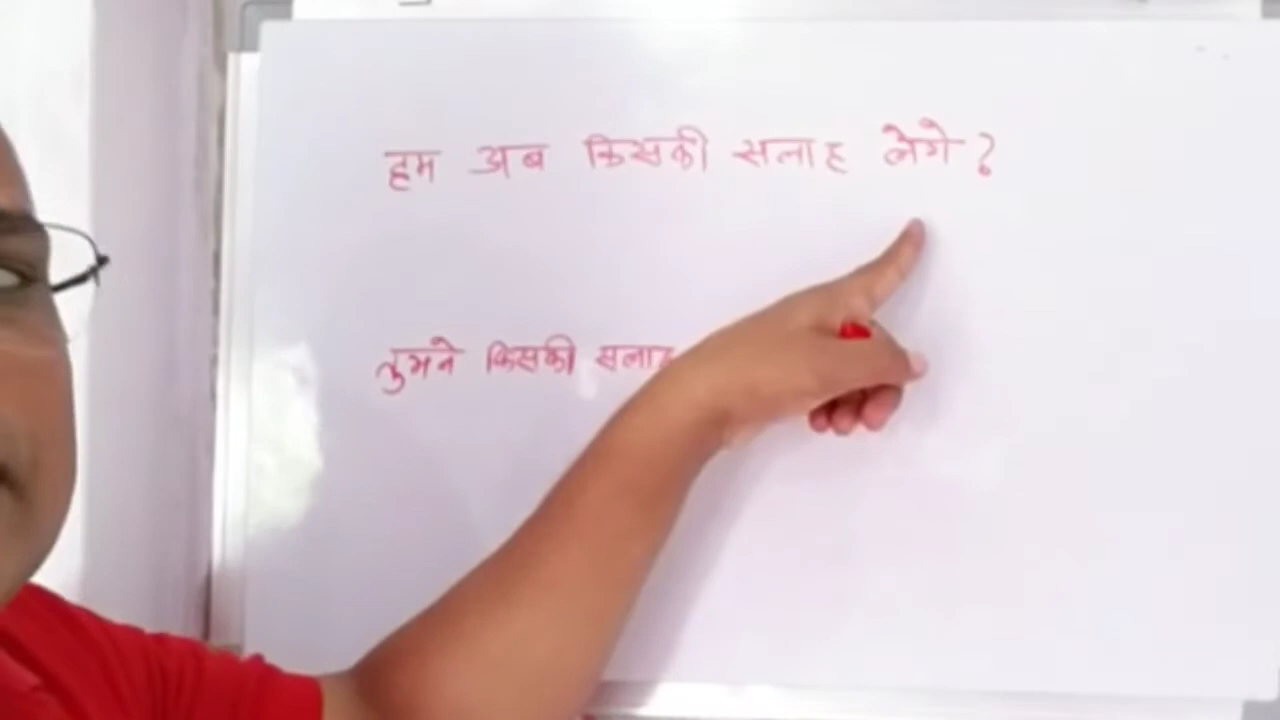 हम अब किसकी सलाह लेगे ?
तुमने किसकी सलाह